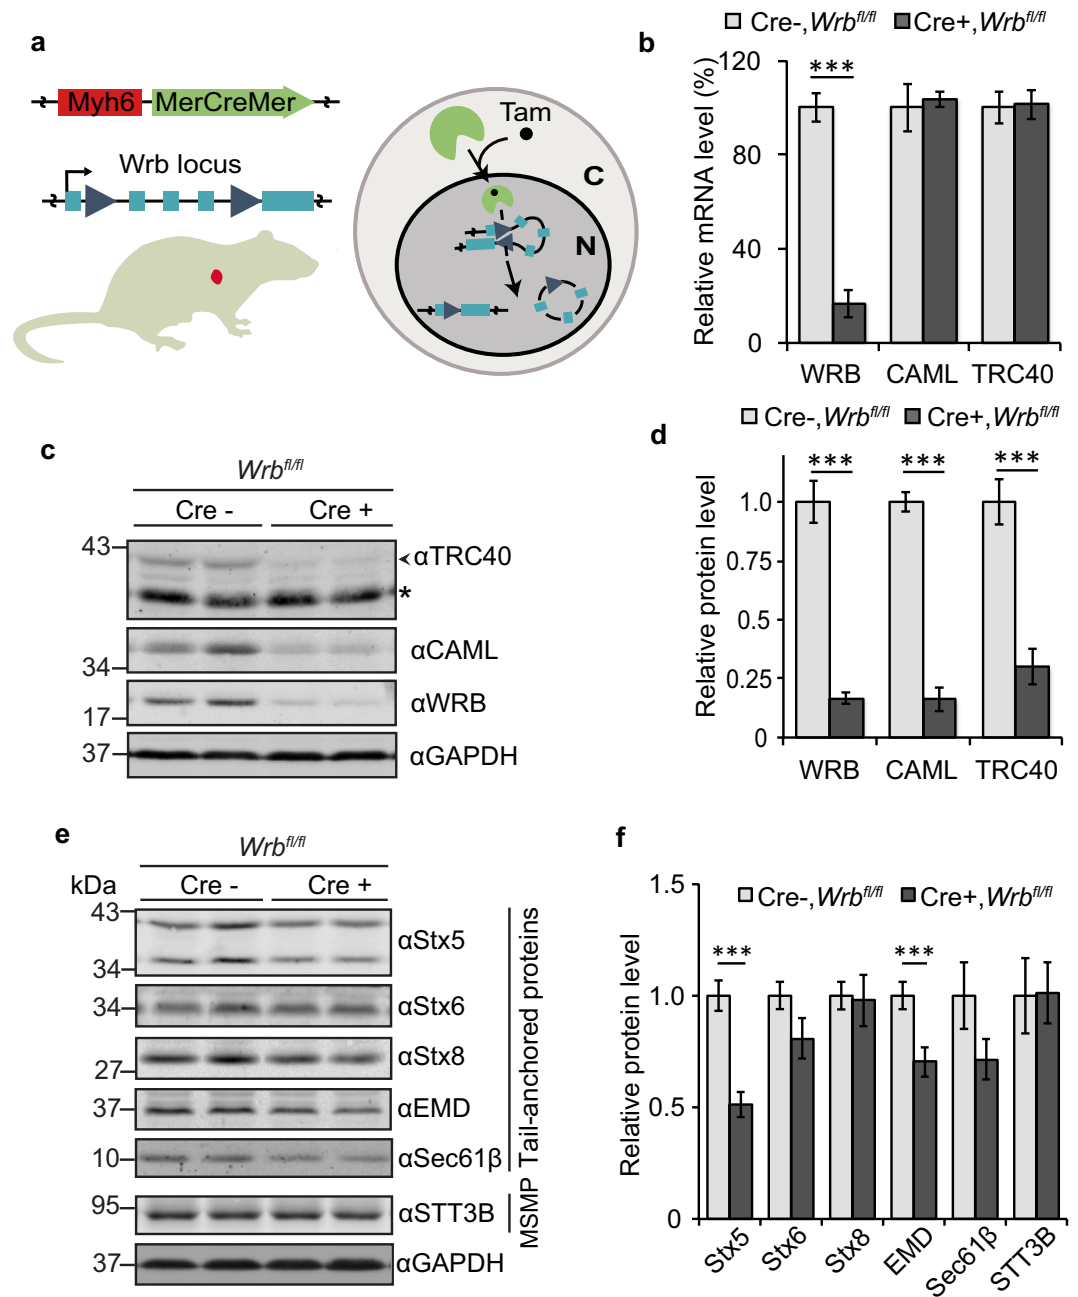 a
Myh6 MerCreMer
Wrb locus
Tam
C
N
b
Cre-,Wrbfl/fl Cre+,Wrbfl/fl
Relative mRNA level (%)
120
80
40
0
***
WRB CAML TRC40
c
Wrbfl/fl
Cre - Cre +
43
αTRC40
*
αCAML
34
αWRB
17
37
αGAPDH
d
Cre-,Wrbfl/fl Cre+,Wrbfl/fl
Relative protein level
*** *** ***
1.0
0.75
0.5
0.25
0
WRB CAML TRC40
e
Wrbfl/fl
kDa
Cre - Cre +
43
αStx5
34
34
αStx6
αStx8
27
37
αEMD
10
αSec61β
Tail-anchored proteins
95
αSTT3B
MSMP
37
αGAPDH
f
Cre-,Wrbfl/fl Cre+,Wrbfl/fl
Relative protein level
1.5
1.0
0.5
0
*** ***
Stx5 Stx6 Stx8 EMD Sec61β STT3B